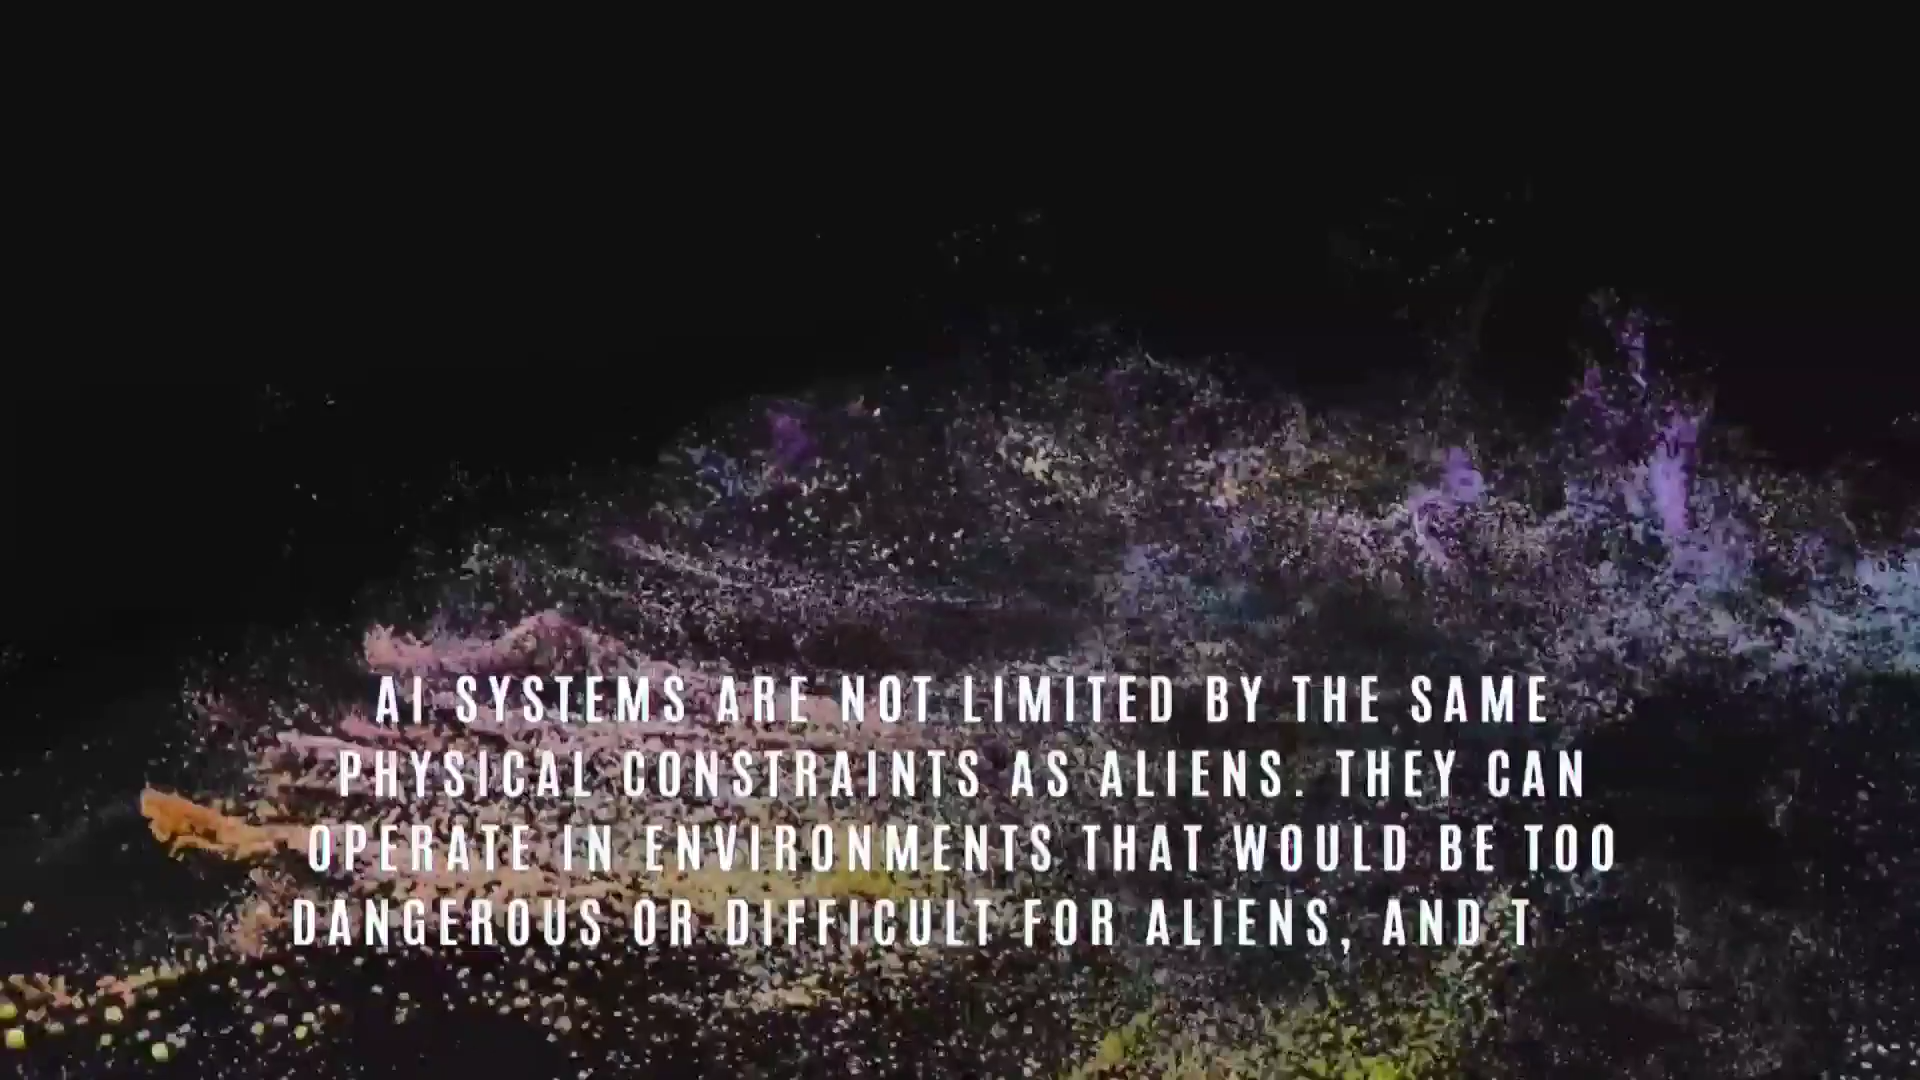 AI SYSTEMS ARE NOT LIMITED BY THE SAME
PHYSICAL CONSTRAINTS AS ALIENS. THEY CAN
OPERATE IN ENVIRONMENTS THAT WOULD BE TOO
DANGEROUS OR DIFFICULT FOR ALIENS, AND T